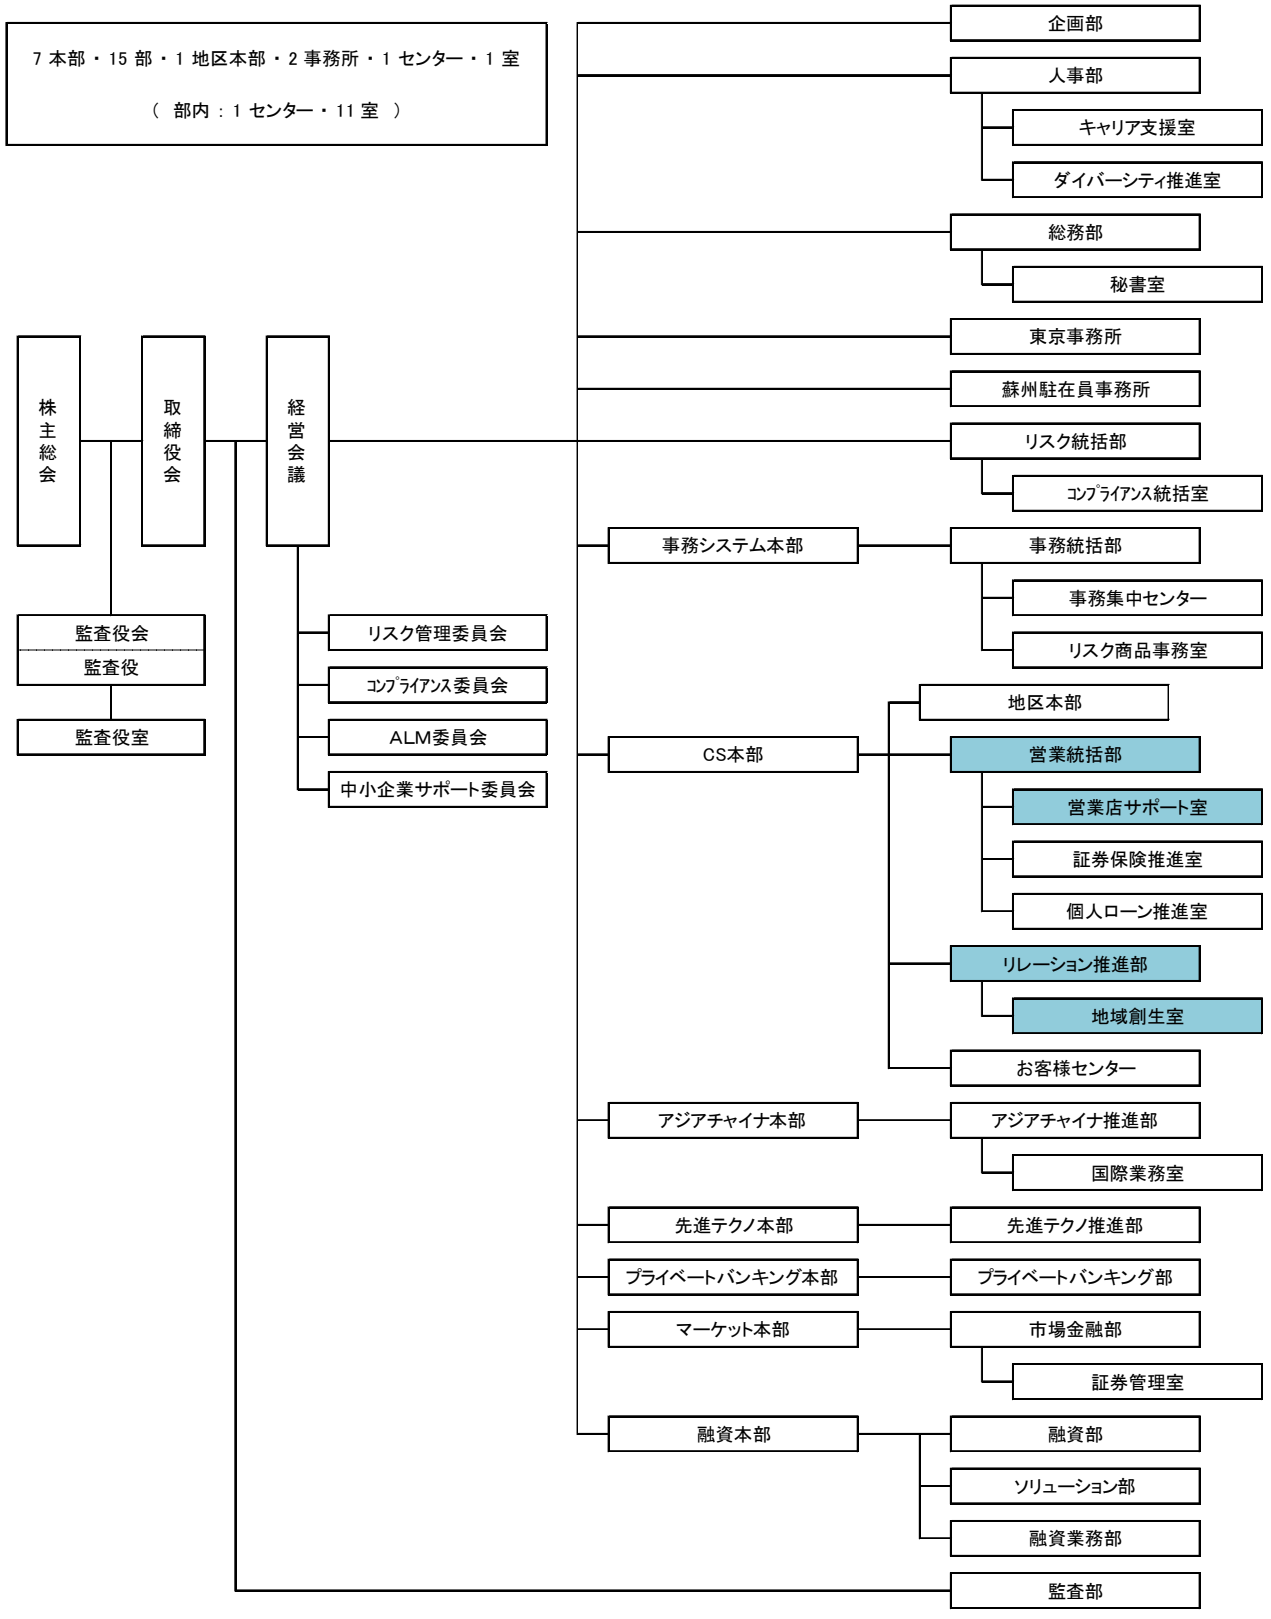 7 本部 ・ 15 部 ・ 1 地区本部 ・ 2 事務所 ・ 1 センター ・ 1 室
（ 部内 : 1 センター ・ 11 室 ）
株主総会
取締役会
経営会議
監査役会
監査役
監査役室
リスク管理委員会
コンプライアンス委員会
ALM委員会
中小企業サポート委員会
企画部
人事部
キャリア支援室
ダイバーシティ推進室
総務部
秘書室
東京事務所
蘇州駐在員事務所
リスク統括部
コンプライアンス統括室
事務システム本部
事務統括部
事務集中センター
リスク商品事務室
CS本部
地区本部
営業統括部
営業店サポート室
証券保険推進室
個人ローン推進室
リレーション推進部
地域創生室
お客様センター
アジアチャイナ本部
アジアチャイナ推進部
国際業務室
先進テクノ本部
先進テクノ推進部
プライベートバンキング本部
プライベートバンキング部
マーケット本部
市場金融部
証券管理室
融資本部
融資部
ソリューション部
融資業務部
監査部